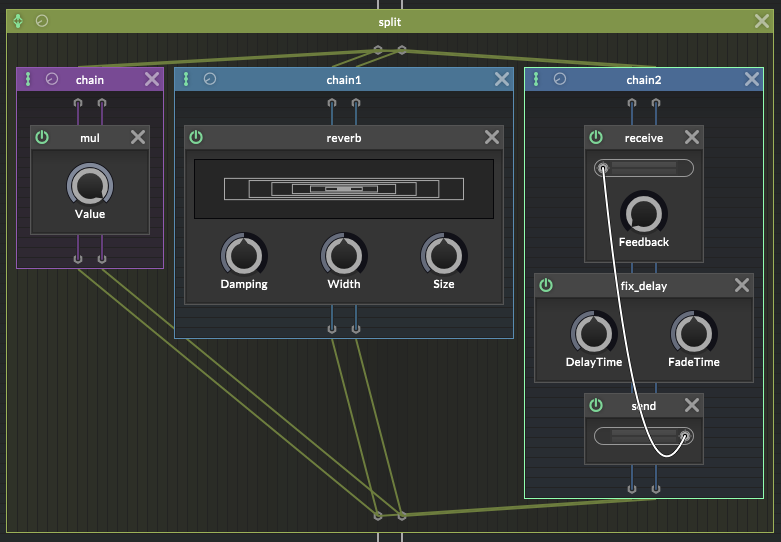 split
chain
chain1
chain2
mul
reverb
receive
Value
Feedback
Damping
Width
Size
fix_delay
DelayTime
FadeTime
send